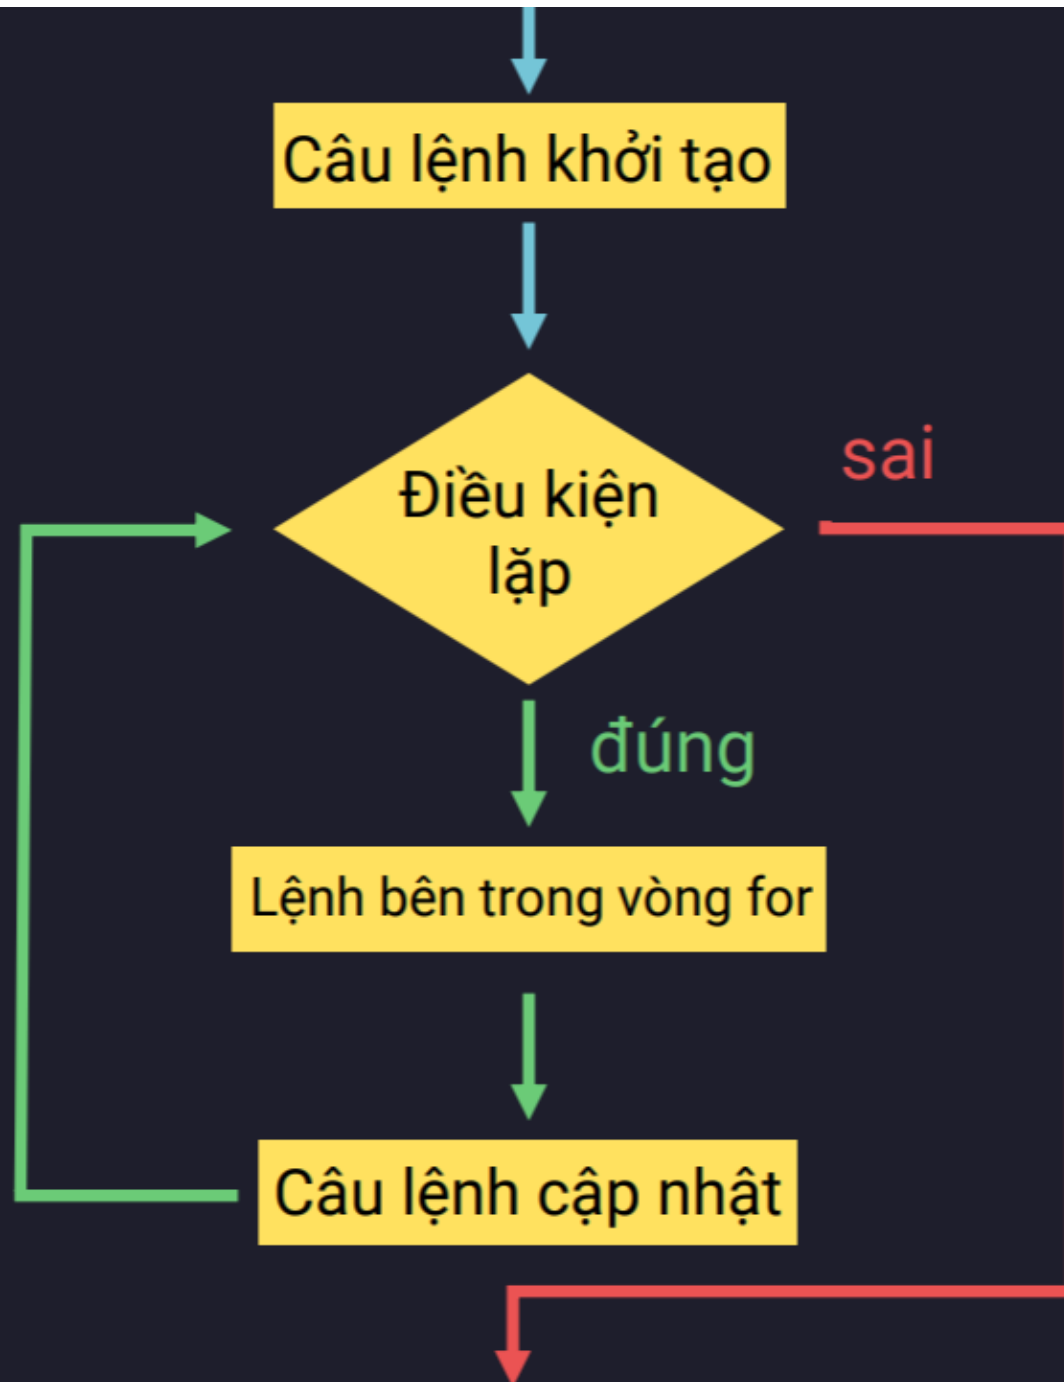 Câu lệnh khởi tạo
sai
Điều kiện
lặp
đúng
Lệnh bên trong vòng for
Câu lệnh cập nhật